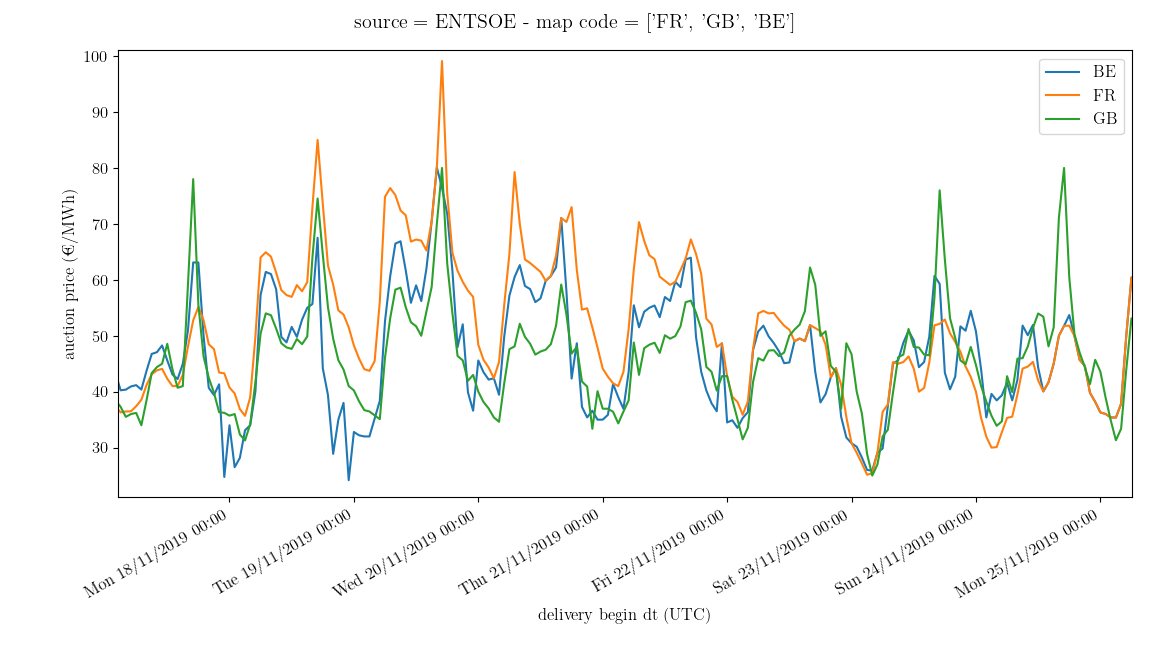 source = ENTSOE - map code = ['FR', 'GB', 'BE']
100
90
80
70
60
50
40
30
auction price (€/MWh)
BE
FR
GB
Mon 18/11/2019 00:00
Tue 19/11/2019 00:00
Wed 20/11/2019 00:00
Thu 21/11/2019 00:00
Fri 22/11/2019 00:00
Sat 23/11/2019 00:00
Sun 24/11/2019 00:00
Mon 25/11/2019 00:00
delivery begin dt (UTC)